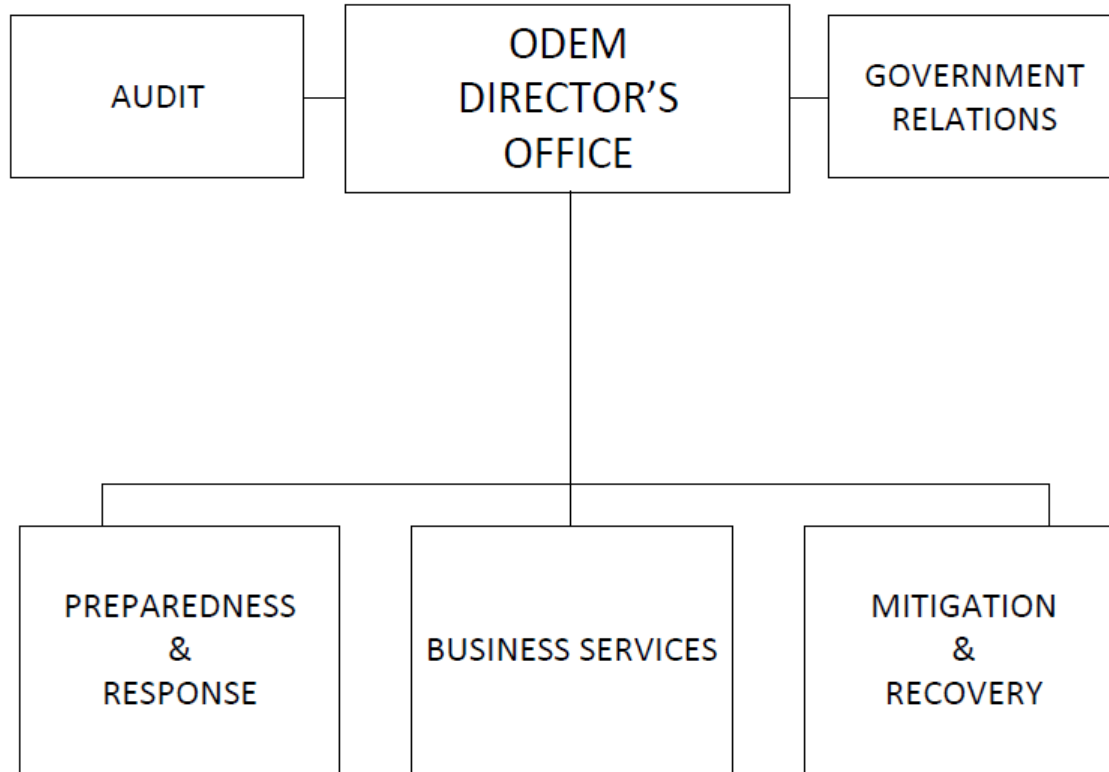 AUDIT
ODEM
DIRECTOR'S
OFFICE
GOVERNMENT
RELATIONS
PREPAREDNESS
&
RESPONSE
BUSINESS SERVICES
MITIGATION
&
RECOVERY